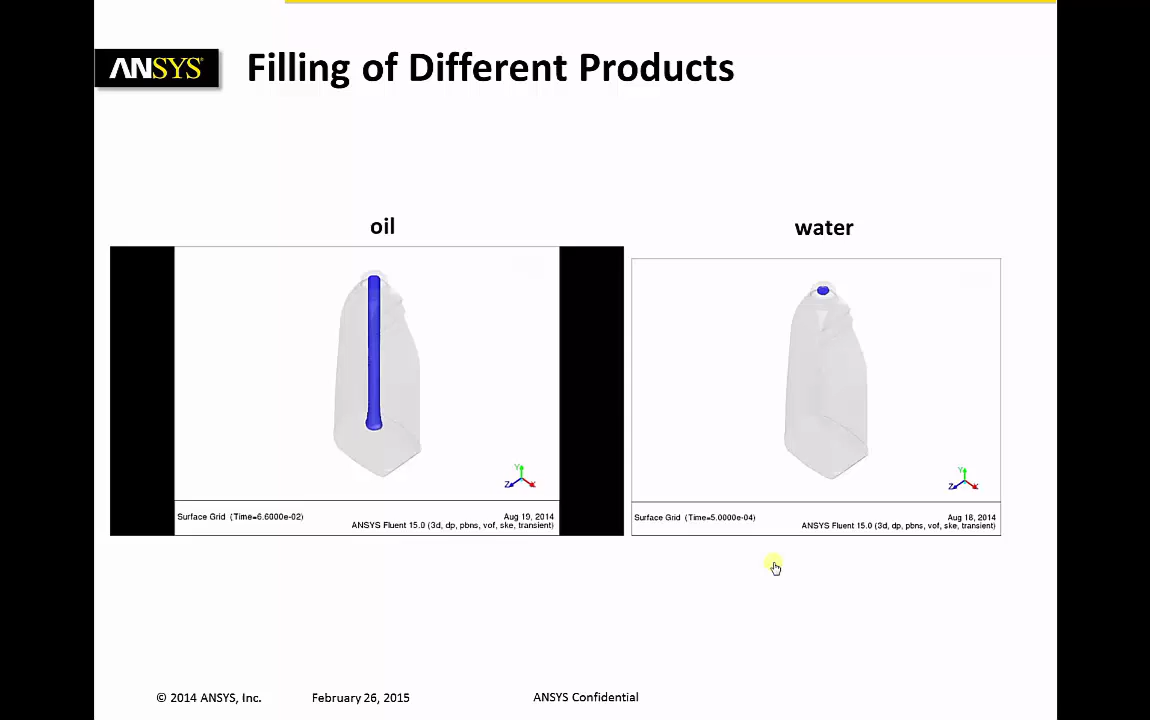 ANSYS
Filling of Different Products
oil
water
Y
Z
X
Surface Grid (Time=6.6000e-02)
Aug 19, 2014
ANSYS Fluent 15.0 (3d, dp, pbns, vof, ske, transient)
Y
Z
X
Surface Grid (Time=5.0000e-04)
Aug 18, 2014
ANSYS Fluent 15.0 (3d, dp, pbns, vof, ske, transient)
© 2014 ANSYS, Inc. February 26, 2015 ANSYS Confidential